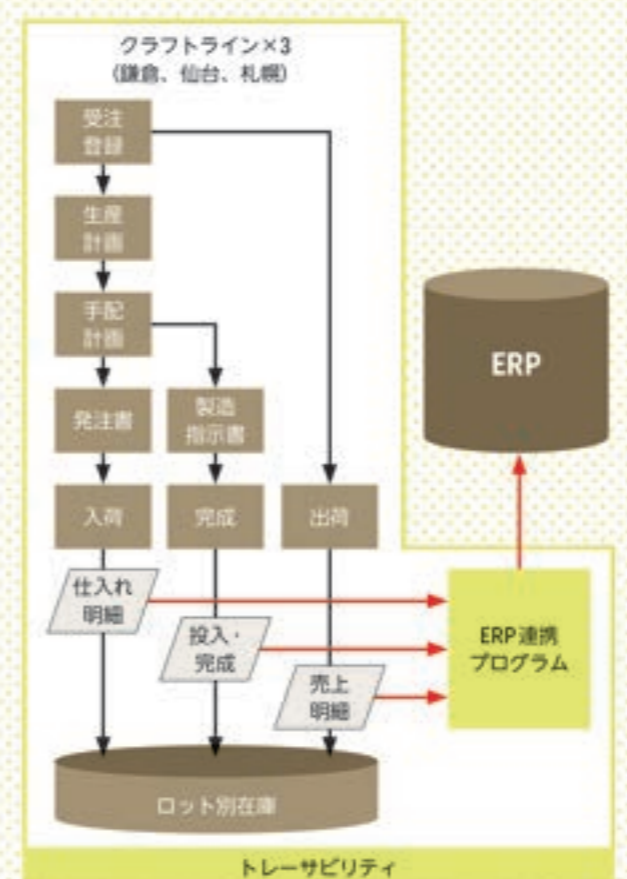 クラフトライン×3
(鎌倉、仙台、札幌)
受注
登録
生産
計画
手配
計画
発注書
製造
指示書
入荷
完成
出荷
仕入れ
明細
投入・
完成
売上
明細
ERP
ERP連携
プログラム
ロット別在庫
トレーサビリティ